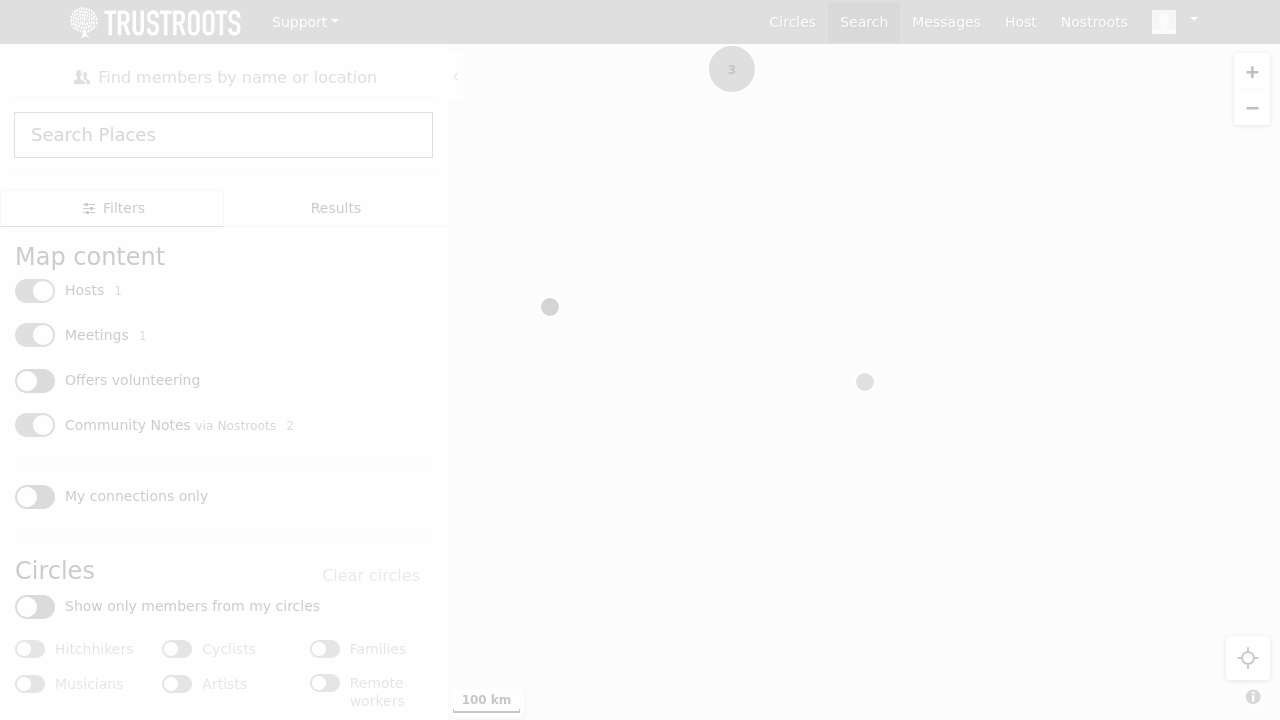 TRUSTROOTS
Support
Circles
Search
Messages
Host
Nostroots
Find members by name or location
Search Places
Filters
Results
Map content
Hosts 1
Meetings 1
Offers volunteering
Community Notes via Nostroots 2
My connections only
Circles
Clear circles
Show only members from my circles
Hitchhikers
Cyclists
Families
Musicians
Artists
Remote
workers
3
+
−
100 km